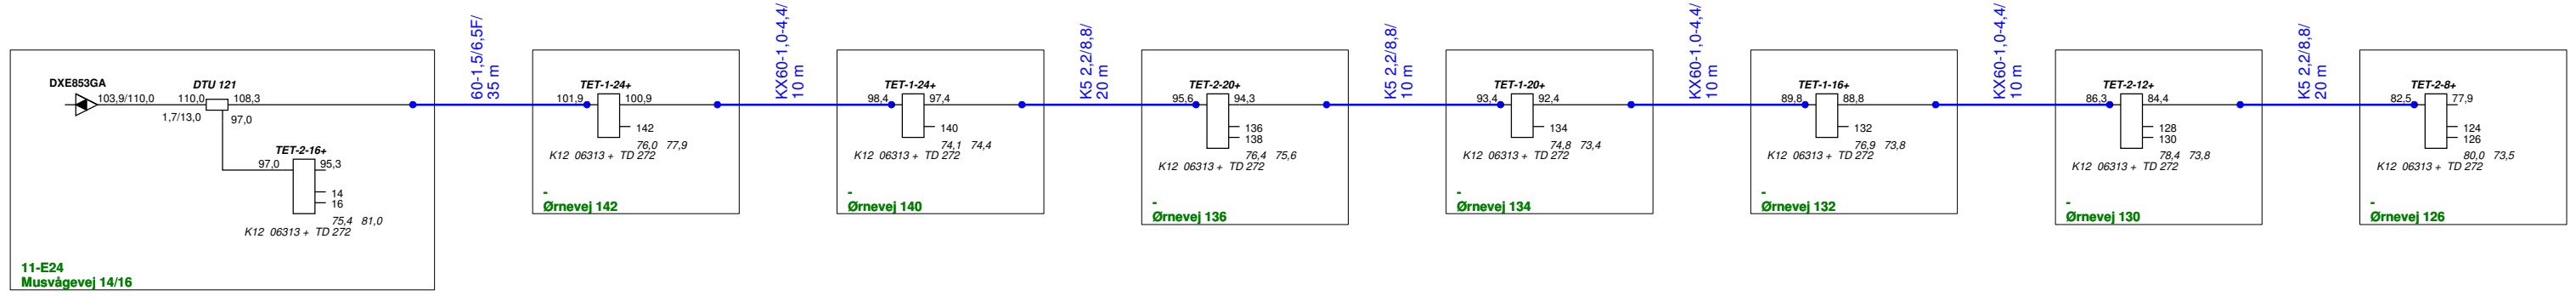 DXE853GA
103,9/110,0
DTU 121
110,0
108,3
1,7/13,0
97,0
TET-2-16+
97,0
95,3
14
16
75,4 81,0
K12 06313 + TD 272
11-E24
Musvågevej 14/16
60-1,5/6,5F/
35 m
TET-1-24+
101,9
100,9
142
76,0 77,9
K12 06313 + TD 272
-
Ørnevej 142
KX60-1,0-4,4/
10 m
TET-1-24+
98,4
97,4
140
74,1 74,4
K12 06313 + TD 272
-
Ørnevej 140
K5 2,2/8,8/
20 m
TET-2-20+
95,6
94,3
136
138
76,4 75,6
K12 06313 + TD 272
-
Ørnevej 136
K5 2,2/8,8/
10 m
TET-1-20+
93,4
92,4
134
74,8 73,4
K12 06313 + TD 272
-
Ørnevej 134
KX60-1,0-4,4/
10 m
TET-1-16+
89,8
88,8
132
76,9 73,8
K12 06313 + TD 272
-
Ørnevej 132
KX60-1,0-4,4/
10 m
TET-2-12+
86,3
84,4
128
130
78,4 73,8
K12 06313 + TD 272
-
Ørnevej 130
K5 2,2/8,8/
20 m
TET-2-8+
82,5
77,9
124
126
80,0 73,5
K12 06313 + TD 272
-
Ørnevej 126